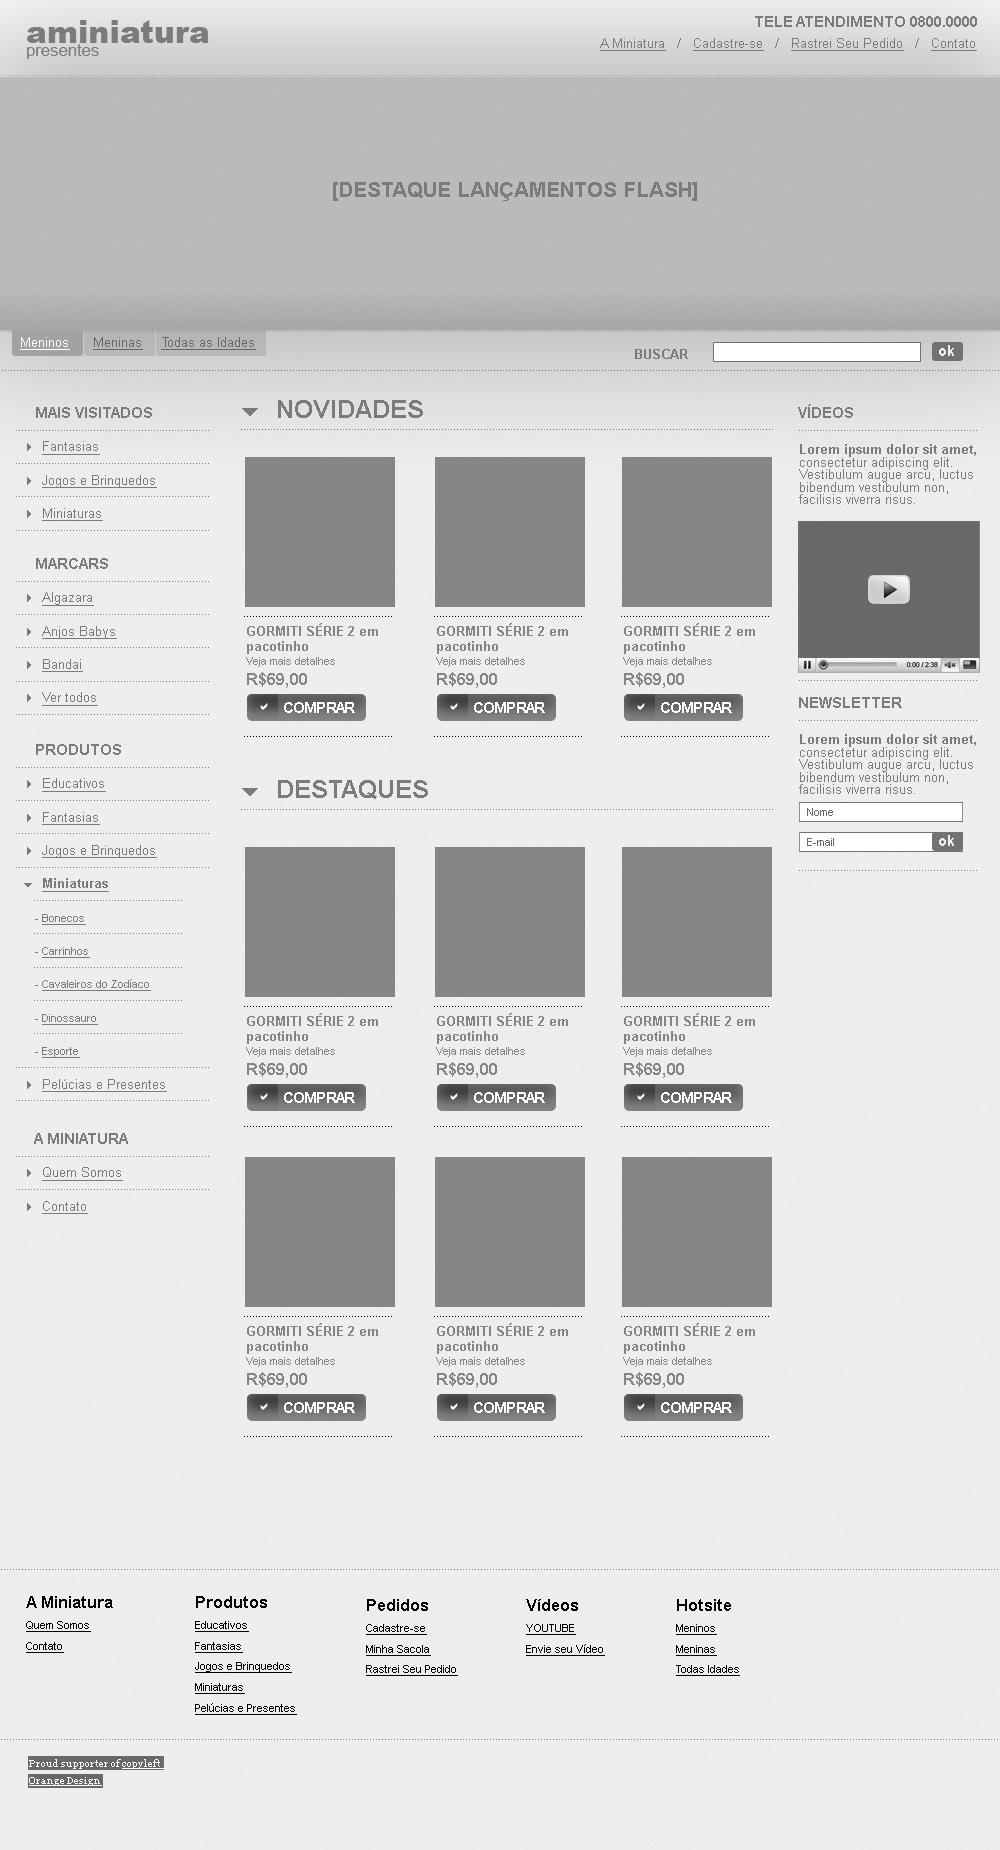 aminiatura
presentes
TELE ATENDIMENTO 0800.0000
A Miniatura / Cadastre-se / Rastrei Seu Pedido / Contato
[DESTAQUE LANÇAMENTOS FLASH]
Meninos Meninas Todas as Idades
BUSCAR ok
MAIS VISITADOS
Fantasias
Jogos e Brinquedos
Miniaturas
MARCARS
Algazara
Anjos Babys
Bandai
Ver todos
PRODUTOS
Educativos
Fantasias
Jogos e Brinquedos
Miniaturas
- Bonecos
- Carrinhos
- Cavaleiros do Zodíaco
- Dinossauro
- Esporte
Pelúcias e Presentes
A MINIATURA
Quem Somos
Contato
NOVIDADES
GORMITI SÉRIE 2 em
pacotinho
Veja mais detalhes
R$69,00
COMPRAR
GORMITI SÉRIE 2 em
pacotinho
Veja mais detalhes
R$69,00
COMPRAR
GORMITI SÉRIE 2 em
pacotinho
Veja mais detalhes
R$69,00
COMPRAR
DESTAQUES
GORMITI SÉRIE 2 em
pacotinho
Veja mais detalhes
R$69,00
COMPRAR
GORMITI SÉRIE 2 em
pacotinho
Veja mais detalhes
R$69,00
COMPRAR
GORMITI SÉRIE 2 em
pacotinho
Veja mais detalhes
R$69,00
COMPRAR
GORMITI SÉRIE 2 em
pacotinho
Veja mais detalhes
R$69,00
COMPRAR
GORMITI SÉRIE 2 em
pacotinho
Veja mais detalhes
R$69,00
COMPRAR
GORMITI SÉRIE 2 em
pacotinho
Veja mais detalhes
R$69,00
COMPRAR
VÍDEOS
Lorem ipsum dolor sit amet,
consectetur adipiscing elit.
Vestibulum augue arcu, luctus
bibendum vestibulum non,
facilisis viverra risus.
0:00 / 2:38
NEWSLETTER
Lorem ipsum dolor sit amet,
consectetur adipiscing elit.
Vestibulum augue arcu, luctus
bibendum vestibulum non,
facilisis viverra risus.
Nome
E-mail ok
A Miniatura
Quem Somos
Contato
Produtos
Educativos
Fantasias
Jogos e Brinquedos
Miniaturas
Pelúcias e Presentes
Pedidos
Cadastre-se
Minha Sacola
Rastrei Seu Pedido
Vídeos
YOUTUBE
Envie seu Vídeo
Hotsite
Meninos
Meninas
Todas Idades
Proud supporter of copyleft
Orange Design